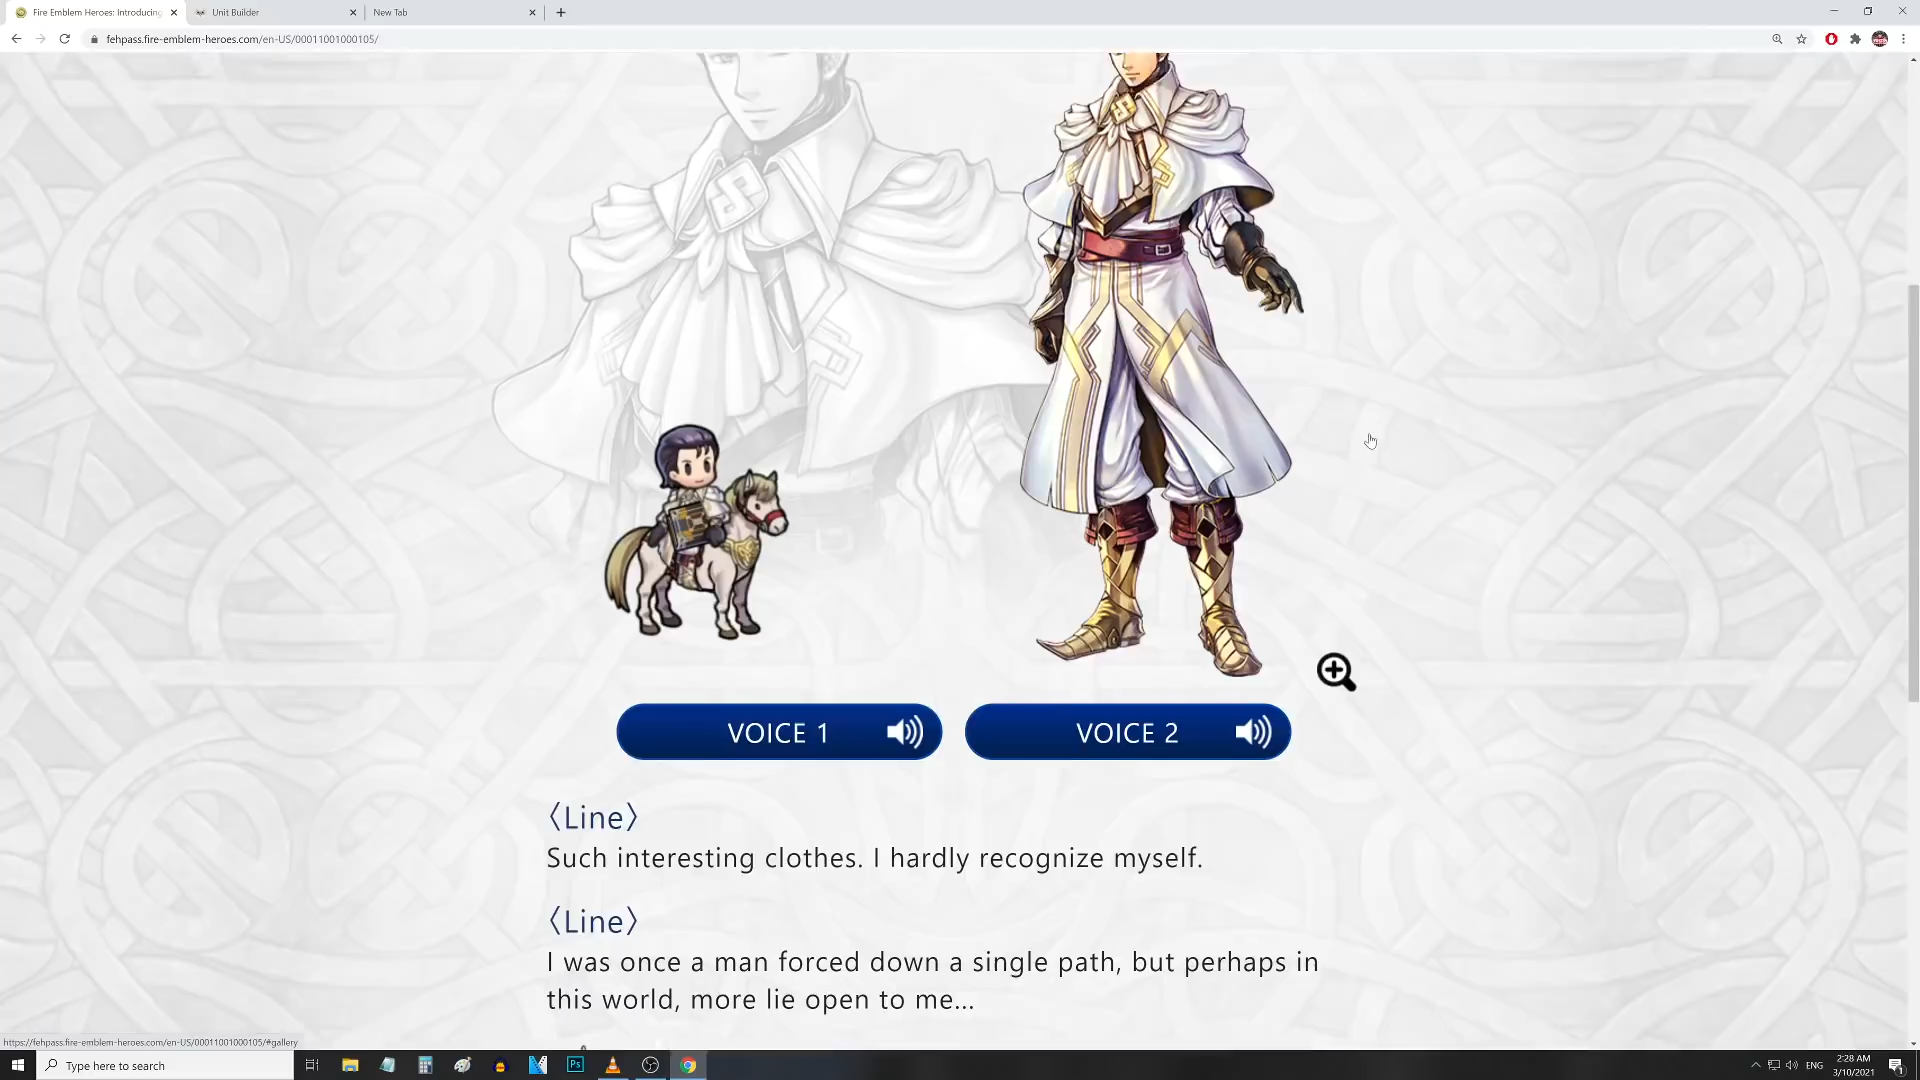 Fire Emblem Heroes: Introducing
Unit Builder
New Tab
fehpass.fire-emblem-heroes.com/en-US/00011001000105/
VOICE 1
VOICE 2
〈Line〉
Such interesting clothes. I hardly recognize myself.
〈Line〉
I was once a man forced down a single path, but perhaps in
this world, more lie open to me...
https://fehpass.fire-emblem-heroes.com/en-US/00011001000105/#gallery
Type here to search
Ps
ENG
2:28 AM
3/10/2021
1